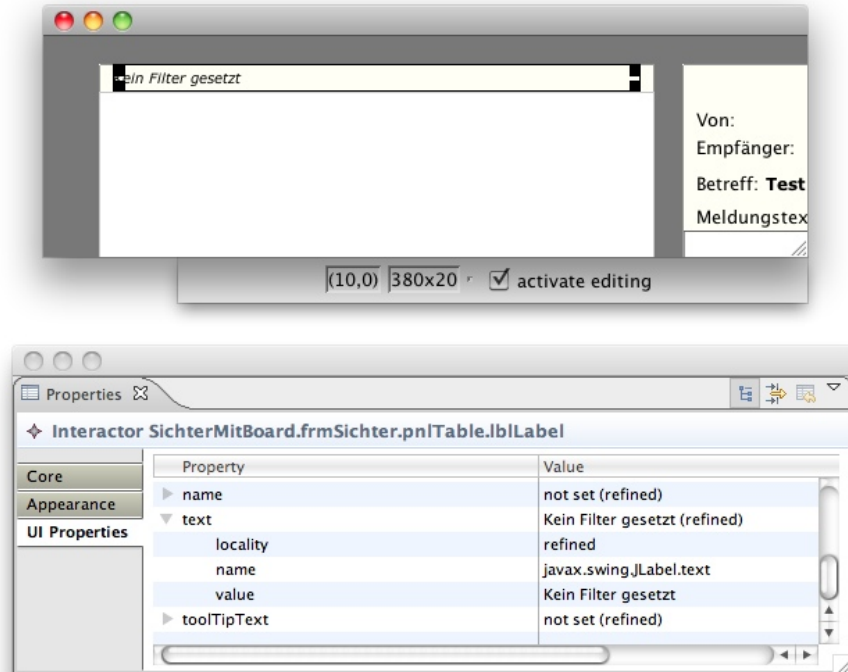 ein Filter gesetzt
Von:
Empfänger:
Betreff: Test
Meldungstex
(10,0) 380x20 activate editing
Properties
Interactor SichterMitBoard.frmSichter.pnlTable.lblLabel
Core
Appearance
UI Properties
Property Value
name not set (refined)
text Kein Filter gesetzt (refined)
locality refined
name javax.swing.JLabel.text
value Kein Filter gesetzt
toolTipText not set (refined)